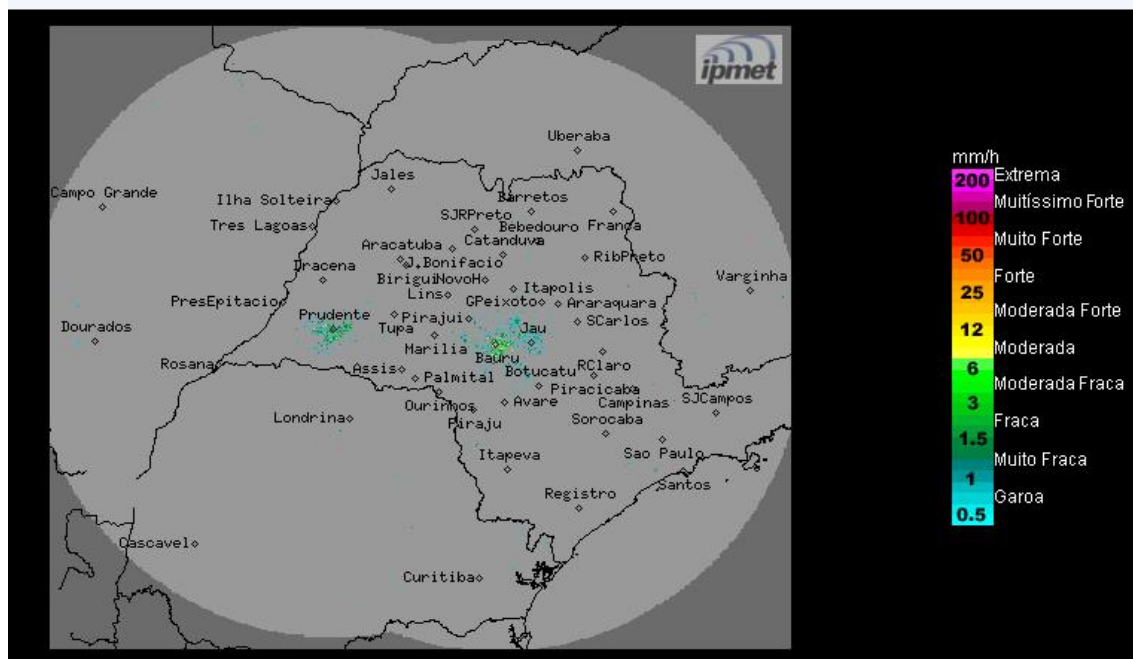 ipmet
Uberaba
Campo Grande
Jales
Ilha Solteira
Barretos
SJRPreto
Tres Lagoas
Bebedouro
Franca
Aracatuba
Catanduva
Dracena
J.Bonifacio
RibPreto
Birigui
NovoH
Varginha
Lins
Itapolis
PresEpitacio
GPeixoto
Araraquara
Prudente
Pirajui
SCarlos
Dourados
Tupa
Jau
Marilia
Bauru
Rosana
Assis
Botucatu
RClaro
Palmital
Piracicaba
Ourinhos
Avare
Campinas
SJCampos
Londrina
Piraju
Sorocaba
Itapeva
Sao Paulo
Santos
Registro
Cascavel
Curitiba
mm/h
200 Extrema
Muitíssimo Forte
100
Muito Forte
50
Forte
25
Moderada Forte
12
Moderada
6
Moderada Fraca
3
Fraca
1.5
Muito Fraca
1
Garoa
0.5